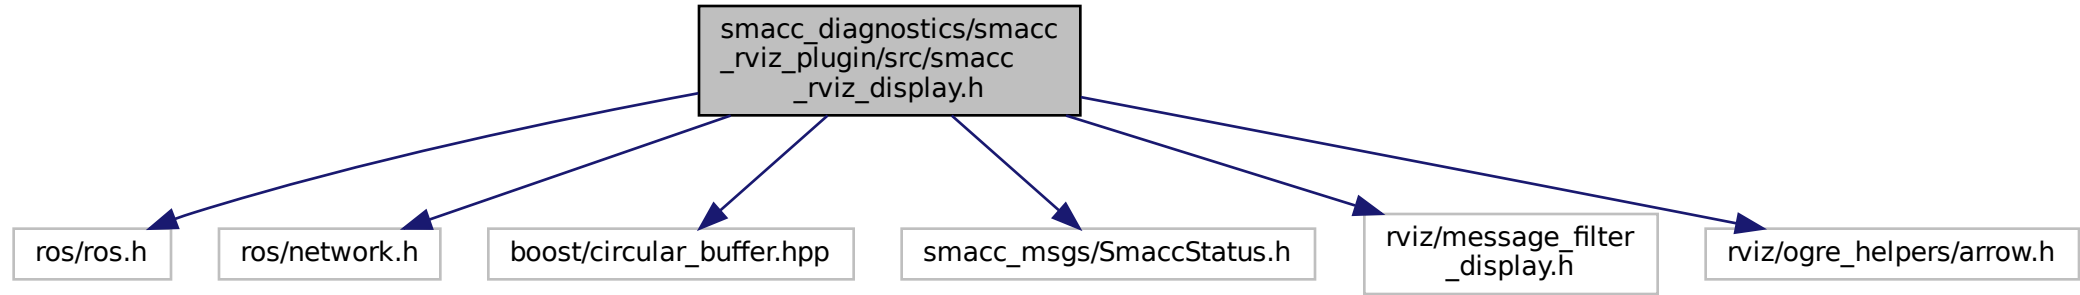 smacc_diagnostics/smacc
_rviz_plugin/src/smacc
_rviz_display.h
ros/ros.h
ros/network.h
boost/circular_buffer.hpp
smacc_msgs/SmaccStatus.h
rviz/message_filter
_display.h
rviz/ogre_helpers/arrow.h